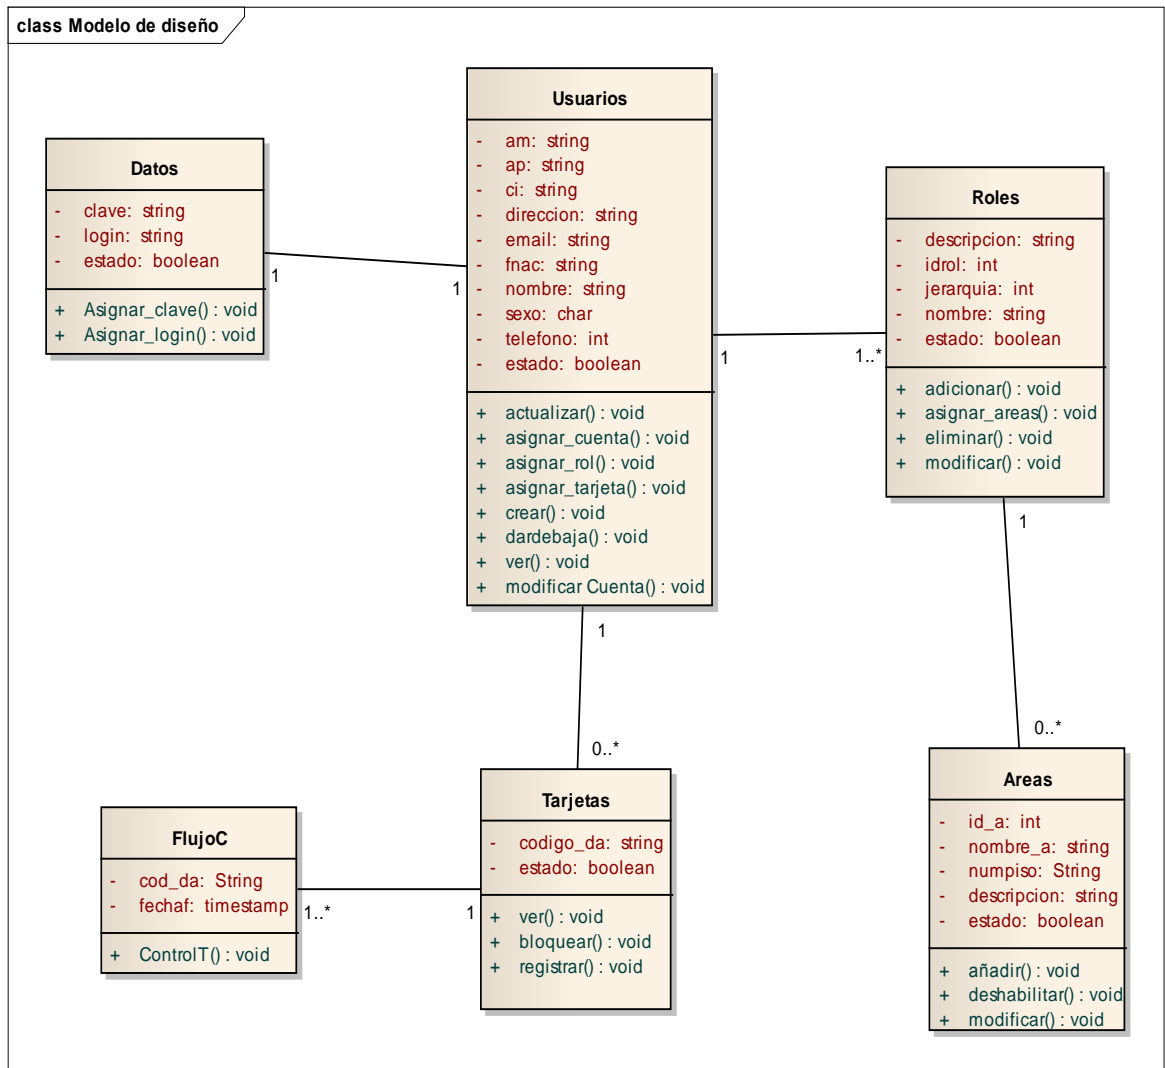 class Modelo de diseño
Usuarios
- am: string
- ap: string
- ci: string
- direccion: string
- email: string
- fnac: string
- nombre: string
- sexo: char
- telefono: int
- estado: boolean
+ actualizar() : void
+ asignar_cuenta() : void
+ asignar_rol() : void
+ asignar_tarjeta() : void
+ crear() : void
+ dardebaja() : void
+ ver() : void
+ modificar Cuenta() : void
Datos
- clave: string
- login: string
- estado: boolean
+ Asignar_clave() : void
+ Asignar_login() : void
1
1
Roles
- descripcion: string
- idrol: int
- jerarquia: int
- nombre: string
- estado: boolean
+ adicionar() : void
+ asignar_areas() : void
+ eliminar() : void
+ modificar() : void
1
1..*
1
0..*
1
0..*
Tarjetas
- codigo_da: string
- estado: boolean
+ ver() : void
+ bloquear() : void
+ registrar() : void
FlujoC
- cod_da: String
- fechaf: timestamp
+ ControlT() : void
1..*
1
Areas
- id_a: int
- nombre_a: string
- numpiso: String
- descripcion: string
- estado: boolean
+ añadir() : void
+ deshabilitar() : void
+ modificar() : void